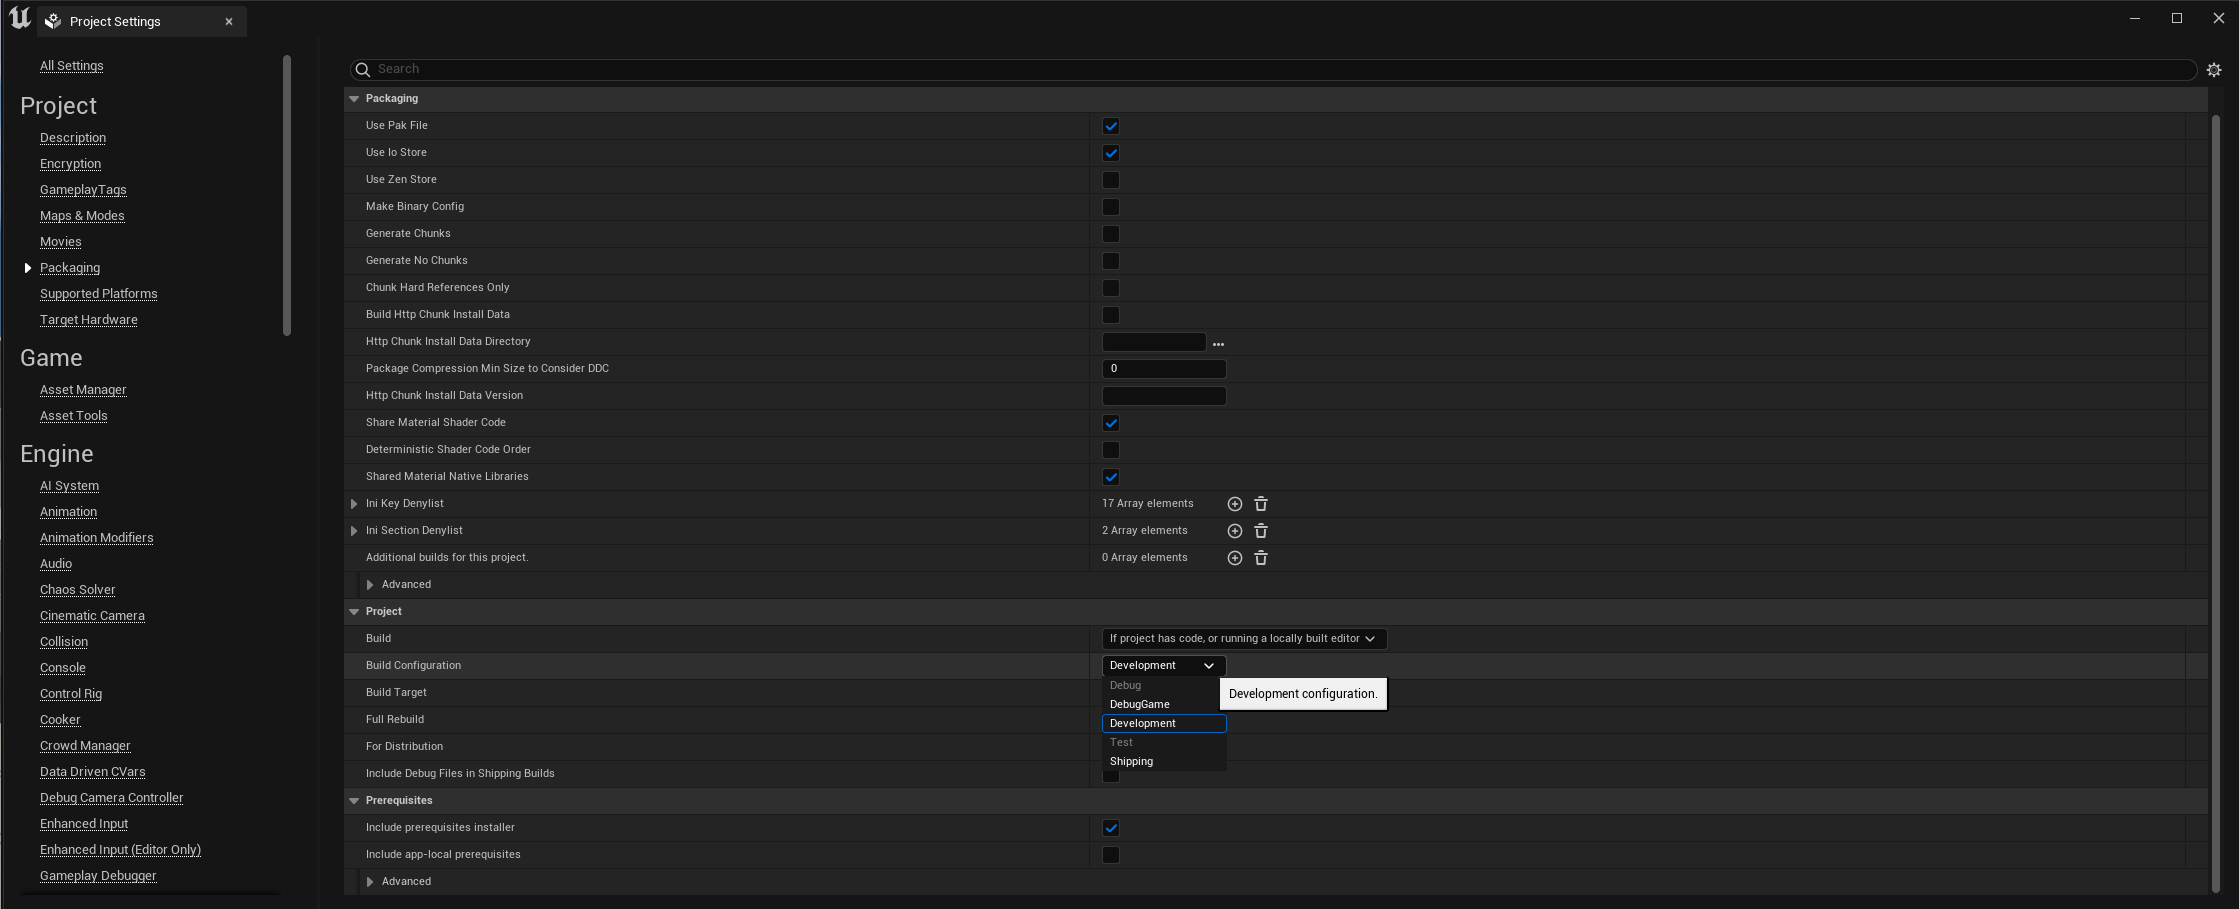 Project Settings
All Settings
Project
Description
Encryption
GameplayTags
Maps & Modes
Movies
Packaging
Supported Platforms
Target Hardware
Game
Asset Manager
Asset Tools
Engine
AI System
Animation
Animation Modifiers
Audio
Chaos Solver
Cinematic Camera
Collision
Console
Control Rig
Cooker
Crowd Manager
Data Driven CVars
Debug Camera Controller
Enhanced Input
Enhanced Input (Editor Only)
Gameplay Debugger
Search
Packaging
Use Pak File
Use Io Store
Use Zen Store
Make Binary Config
Generate Chunks
Generate No Chunks
Chunk Hard References Only
Build Http Chunk Install Data
Http Chunk Install Data Directory
Package Compression Min Size to Consider DDC 0
Http Chunk Install Data Version
Share Material Shader Code
Deterministic Shader Code Order
Shared Material Native Libraries
Ini Key Denylist 17 Array elements
Ini Section Denylist 2 Array elements
Additional builds for this project. 0 Array elements
Advanced
Project
Build If project has code, or running a locally built editor
Build Configuration Development
Build Target
Full Rebuild
For Distribution
Include Debug Files in Shipping Builds
Debug
DebugGame
Development
Test
Shipping
Development configuration.
Prerequisites
Include prerequisites installer
Include app-local prerequisites
Advanced